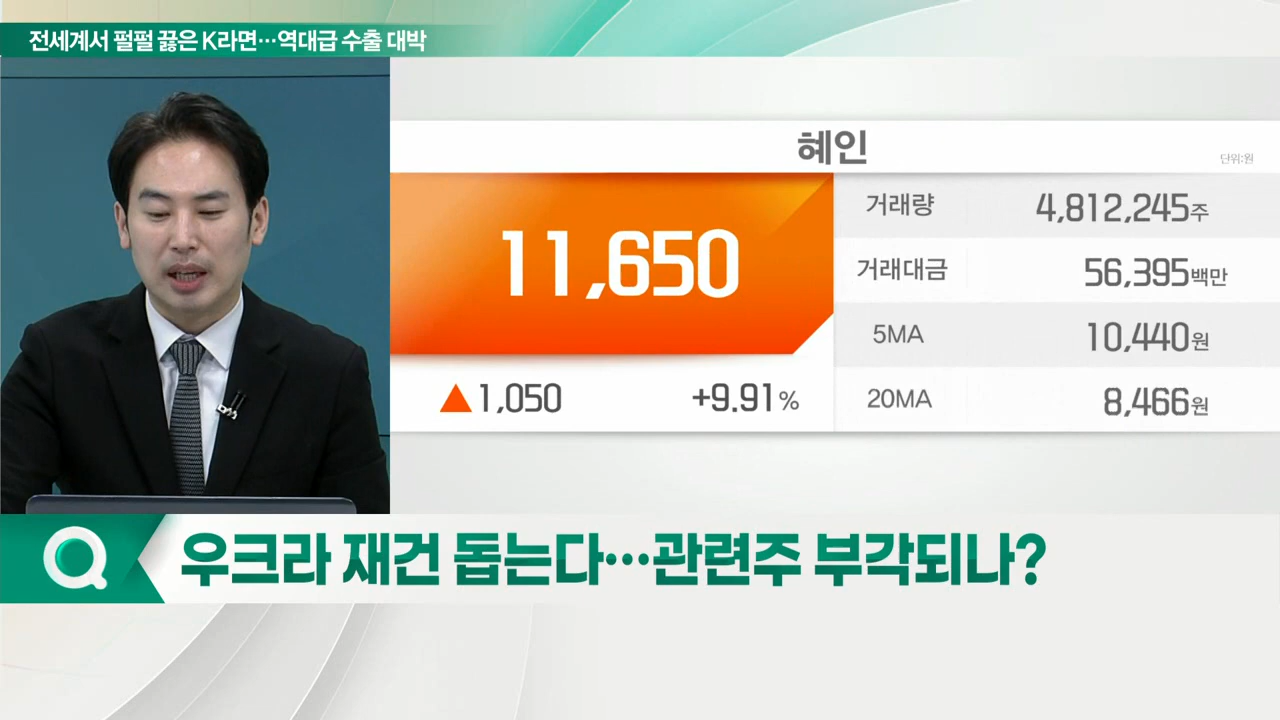 전세계서 펄펄 끓은 K라면…역대급 수출 대박
혜인
단위:원
11,650
▲1,050 +9.91%
거래량 4,812,245주
거래대금 56,395백만
5MA 10,440원
20MA 8,466원
Q 우크라 재건 돕는다…관련주 부각되나?